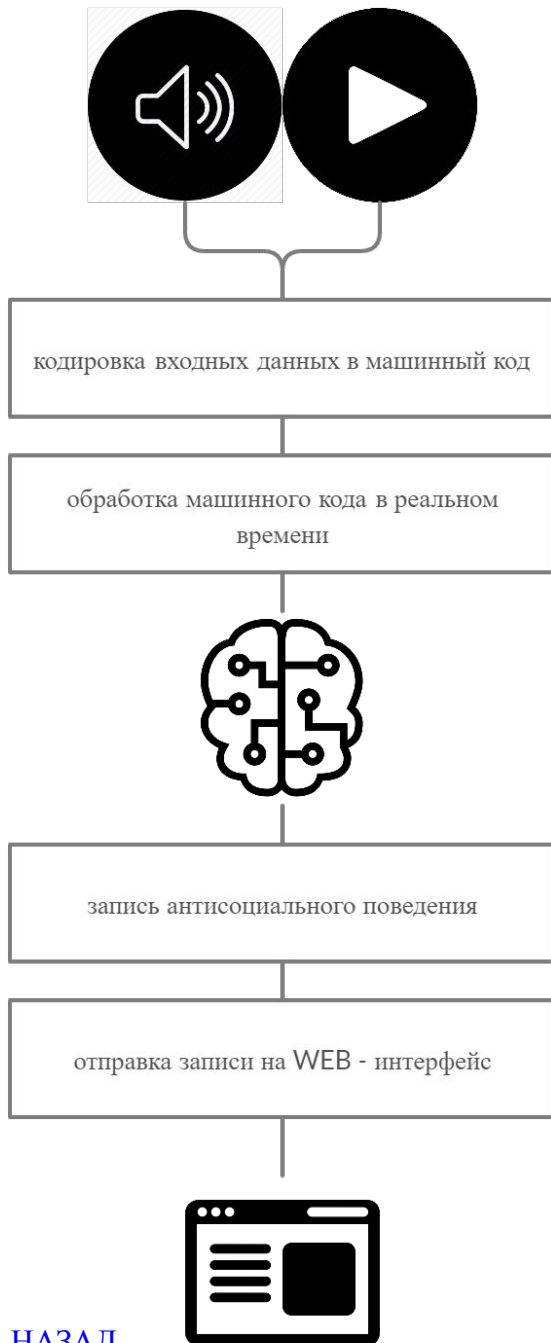 кодировка входных данных в машинный код
обработка машинного кода в реальном
времени
запись антисоциального поведения
отправка записи на WEB - интерфейс
НАЗАД